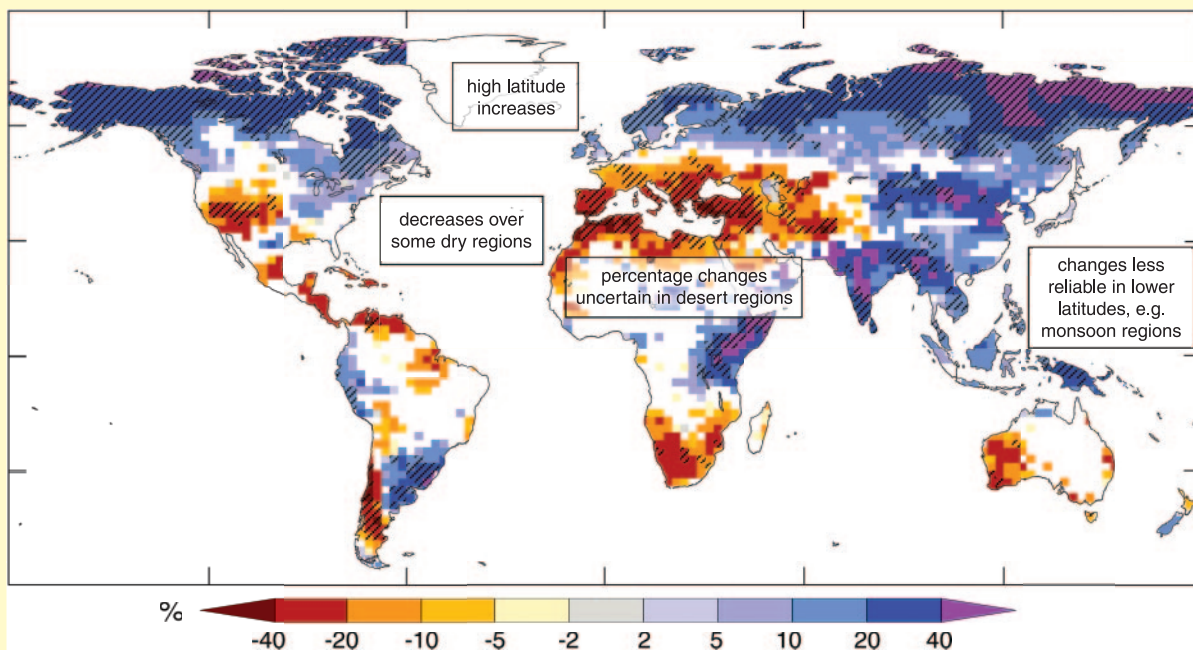 high latitude
increases
decreases over
some dry regions
percentage changes
uncertain in desert regions
changes less
reliable in lower
latitudes, e.g.
monsoon regions
%
-40 -20 -10 -5 -2 2 5 10 20 40